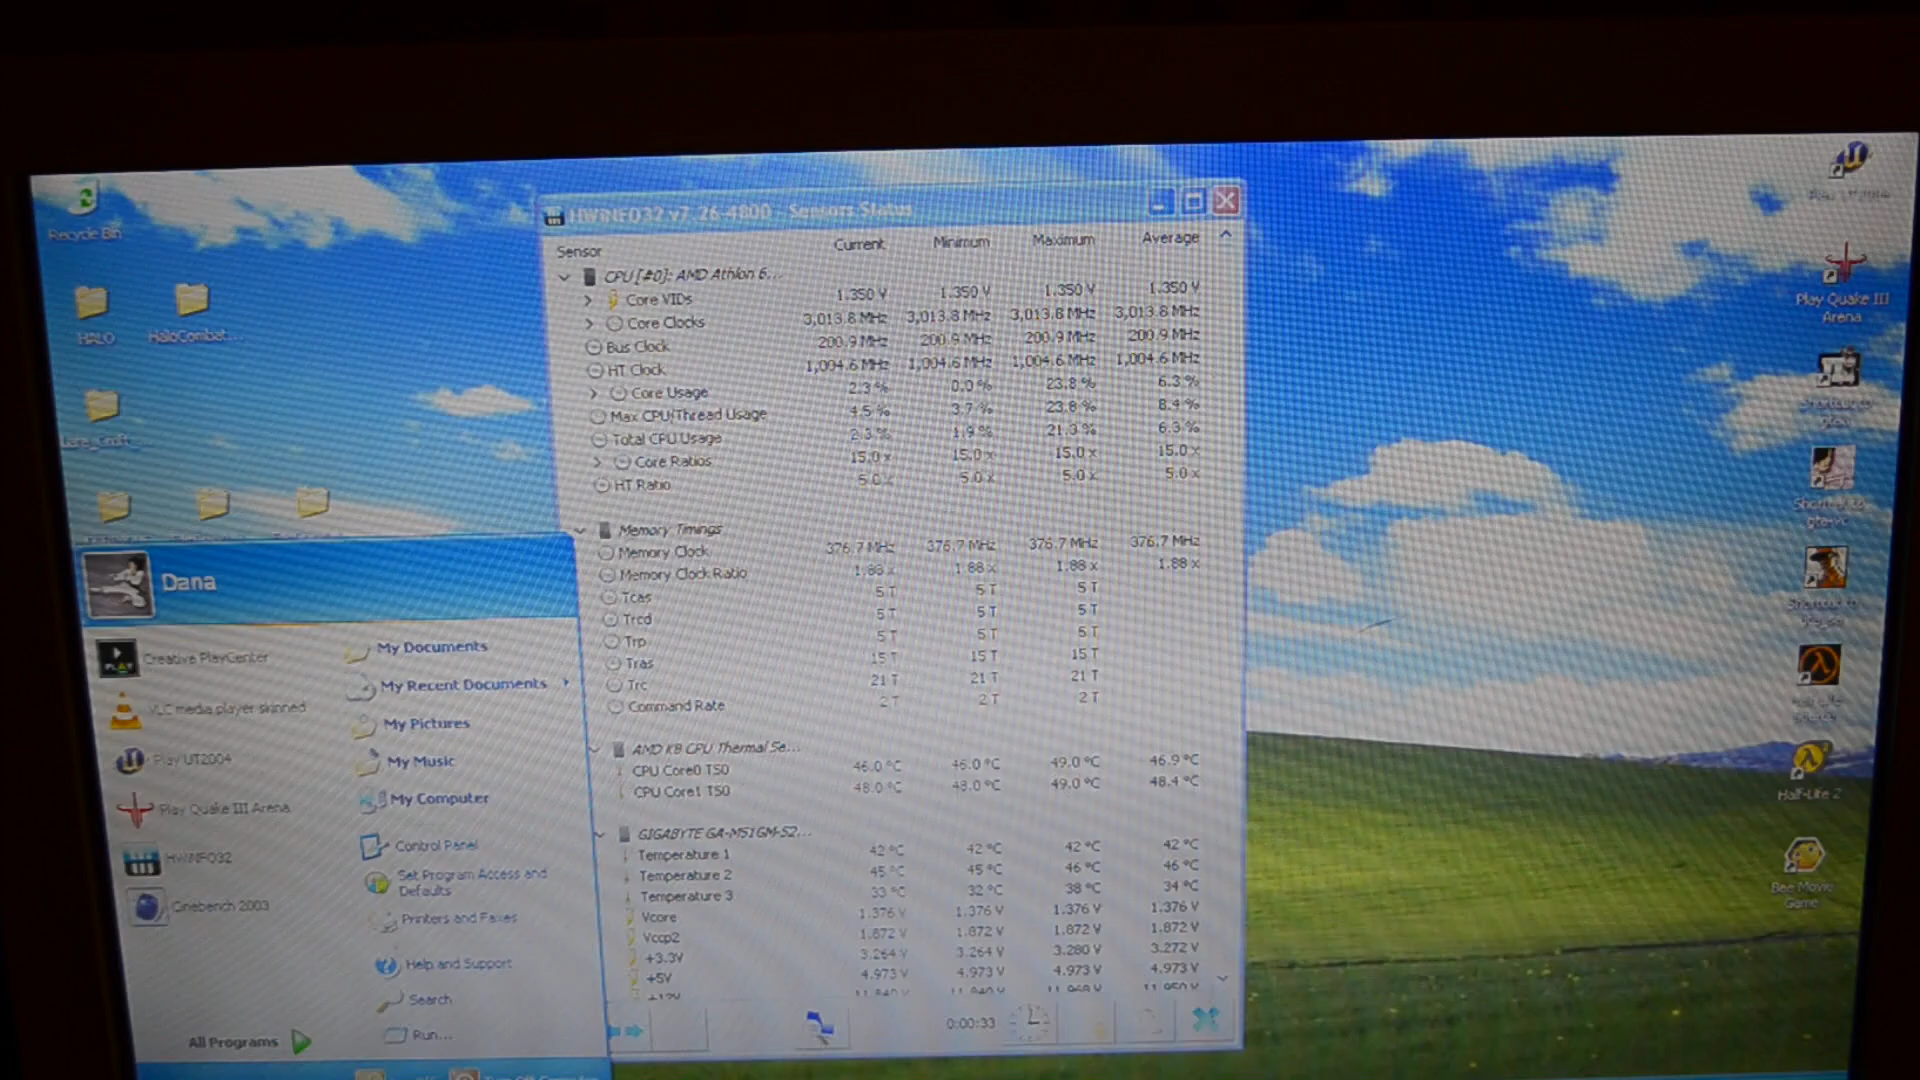 Recycle Bin
HALO
HaloCombat...
HWiNFO32 v7.26-4800 - Sensors Status
Sensor Current Minimum Maximum Average
CPU [#0]: AMD Athlon 6...
Core VIDs 1.350 V 1.350 V 1.350 V 1.350 V
Core Clocks 3,013.8 MHz 3,013.8 MHz 3,013.8 MHz 3,013.8 MHz
Bus Clock 200.9 MHz 200.9 MHz 200.9 MHz 200.9 MHz
HT Clock 1,004.6 MHz 1,004.6 MHz 1,004.6 MHz 1,004.6 MHz
Core Usage 2.3 % 0.0 % 23.8 % 6.3 %
Max CPU/Thread Usage 4.5 % 3.7 % 23.8 % 8.4 %
Total CPU Usage 2.3 % 1.9 % 21.3 % 6.3 %
Core Ratios 15.0 x 15.0 x 15.0 x 15.0 x
HT Ratio 5.0 x 5.0 x 5.0 x 5.0 x
Memory Timings
Memory Clock 376.7 MHz 376.7 MHz 376.7 MHz 376.7 MHz
Memory Clock Ratio 1.88 x 1.88 x 1.88 x 1.88 x
Tcas 5 T 5 T 5 T
Trcd 5 T 5 T 5 T
Trp 5 T 5 T 5 T
Tras 15 T 15 T 15 T
Trc 21 T 21 T 21 T
Command Rate 2 T 2 T 2 T
AMD K8 CPU Thermal Se...
CPU Core0 TS0 46.0 °C 46.0 °C 49.0 °C 46.9 °C
CPU Core1 TS0 48.0 °C 48.0 °C 49.0 °C 48.4 °C
GIGABYTE GA-M51GM-S2...
Temperature 1 42 °C 42 °C 42 °C 42 °C
Temperature 2 45 °C 45 °C 46 °C 46 °C
Temperature 3 33 °C 32 °C 38 °C 34 °C
Vcore 1.376 V 1.376 V 1.376 V 1.376 V
Vccp2 1.872 V 1.872 V 1.872 V 1.872 V
+3.3V 3.264 V 3.264 V 3.280 V 3.272 V
+5V 4.973 V 4.973 V 4.973 V 4.973 V
+12V
0:00:33
Dana
Creative PlayCenter
VLC media player skinned
Play UT2004
Play Quake III Arena
HWiNFO32
Cinebench 2003
All Programs
My Documents
My Recent Documents
My Pictures
My Music
My Computer
Control Panel
Set Program Access and
Defaults
Printers and Faxes
Help and Support
Search
Run...
Play Quake III
Arena
Half-Life 2
Bee Movie
Game